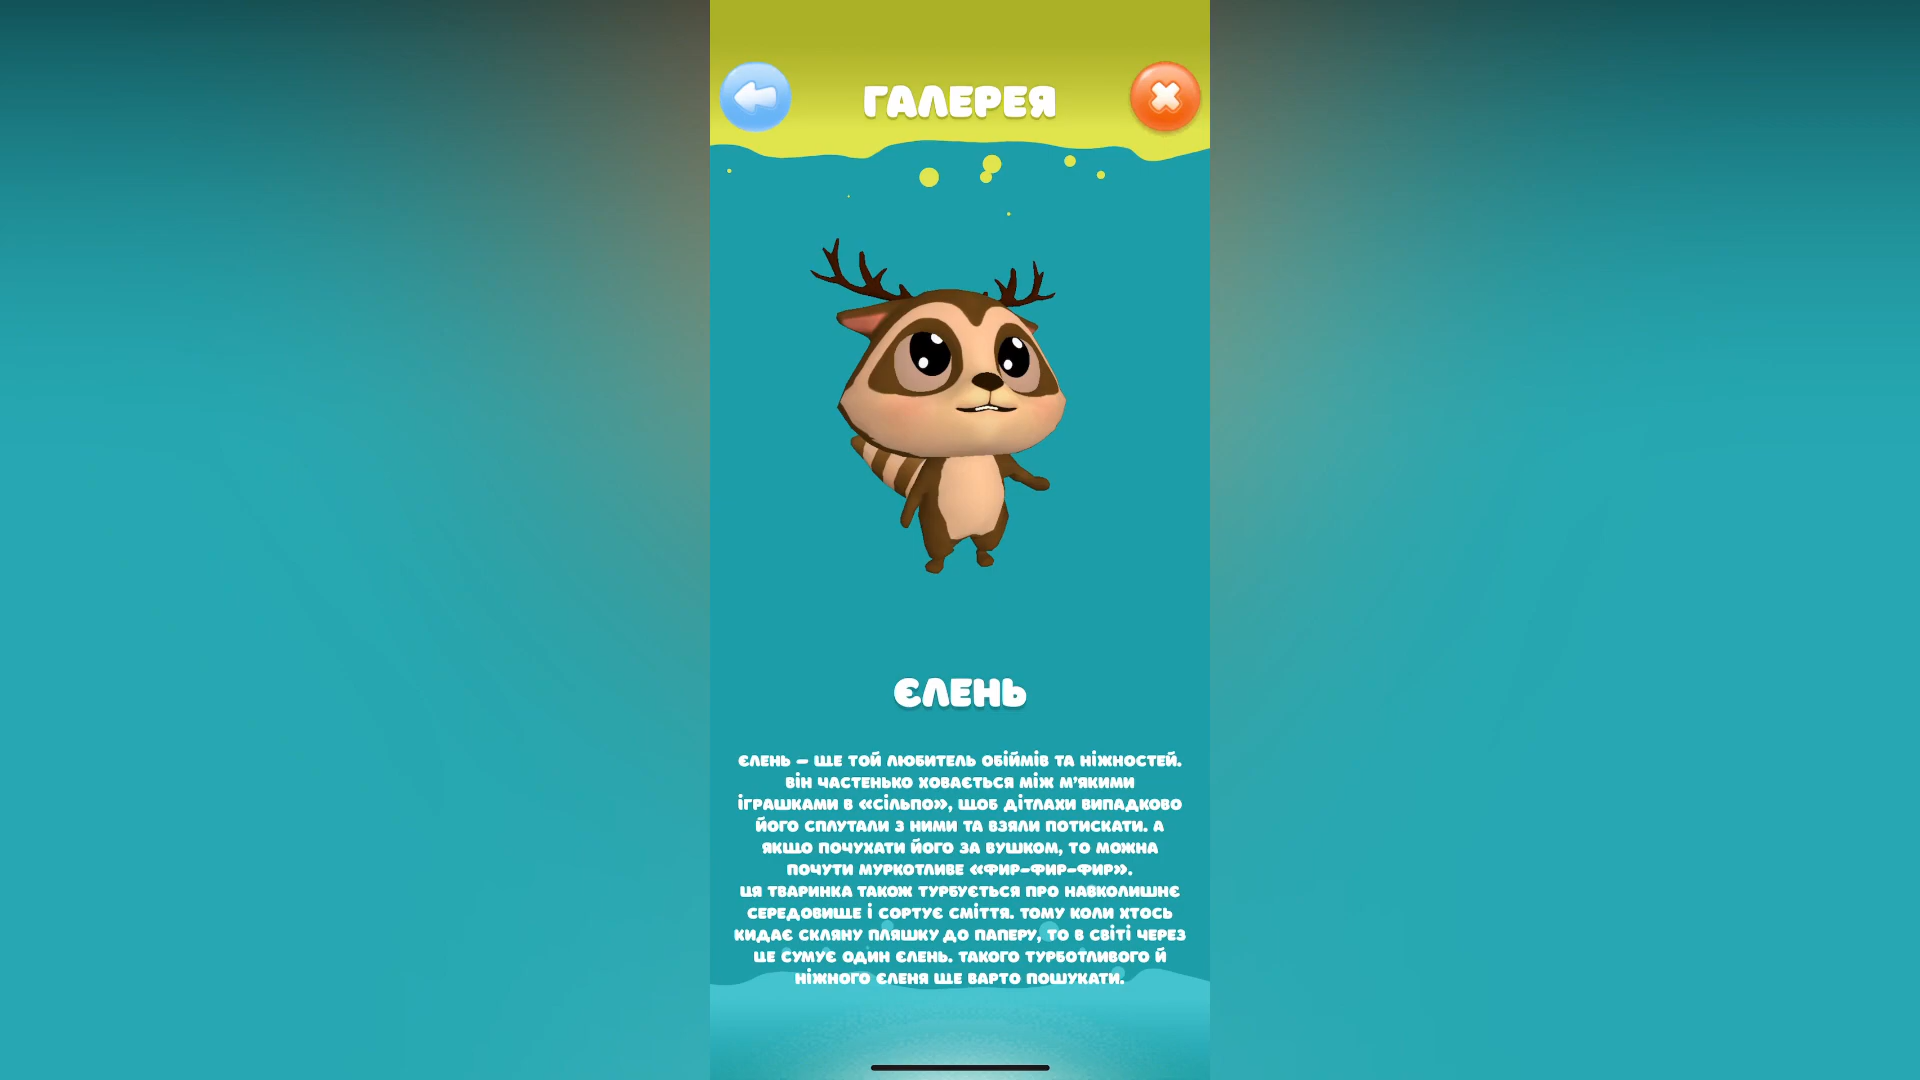 ГАЛЕРЕЯ
ЄЛЕНЬ
ЄЛЕНЬ – ЩЕ ТОЙ ЛЮБИТЕЛЬ ОБІЙМІВ ТА НІЖНОСТЕЙ.
ВІН ЧАСТЕНЬКО ХОВАЄТЬСЯ МІЖ М'ЯКИМИ
ІГРАШКАМИ В «СІЛЬПО», ЩОБ ДІТЛАХИ ВИПАДКОВО
ЙОГО СПЛУТАЛИ З НИМИ ТА ВЗЯЛИ ПОТИСКАТИ. А
ЯКЩО ПОЧУХАТИ ЙОГО ЗА ВУШКОМ, ТО МОЖНА
ПОЧУТИ МУРКОТЛИВЕ «ФИР-ФИР-ФИР».
ЦЯ ТВАРИНКА ТАКОЖ ТУРБУЄТЬСЯ ПРО НАВКОЛИШНЄ
СЕРЕДОВИЩЕ І СОРТУЄ СМІТТЯ. ТОМУ КОЛИ ХТОСЬ
КИДАЄ СКЛЯНУ ПЛЯШКУ ДО ПАПЕРУ, ТО В СВІТІ ЧЕРЕЗ
ЦЕ СУМУЄ ОДИН ЄЛЕНЬ. ТАКОГО ТУРБОТЛИВОГО Й
НІЖНОГО ЄЛЕНЯ ЩЕ ВАРТО ПОШУКАТИ.